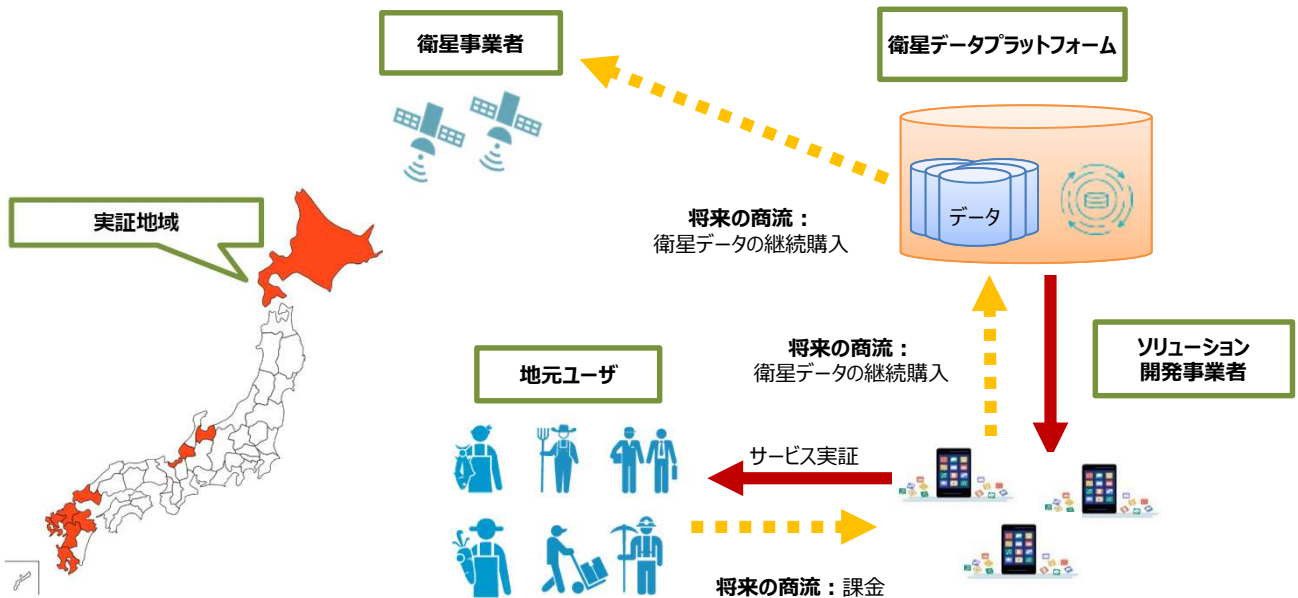 衛星事業者
衛星データプラットフォーム
実証地域
データ
将来の商流：
衛星データの継続購入
将来の商流：
衛星データの継続購入
ソリューション
開発事業者
地元ユーザ
サービス実証
将来の商流：課金